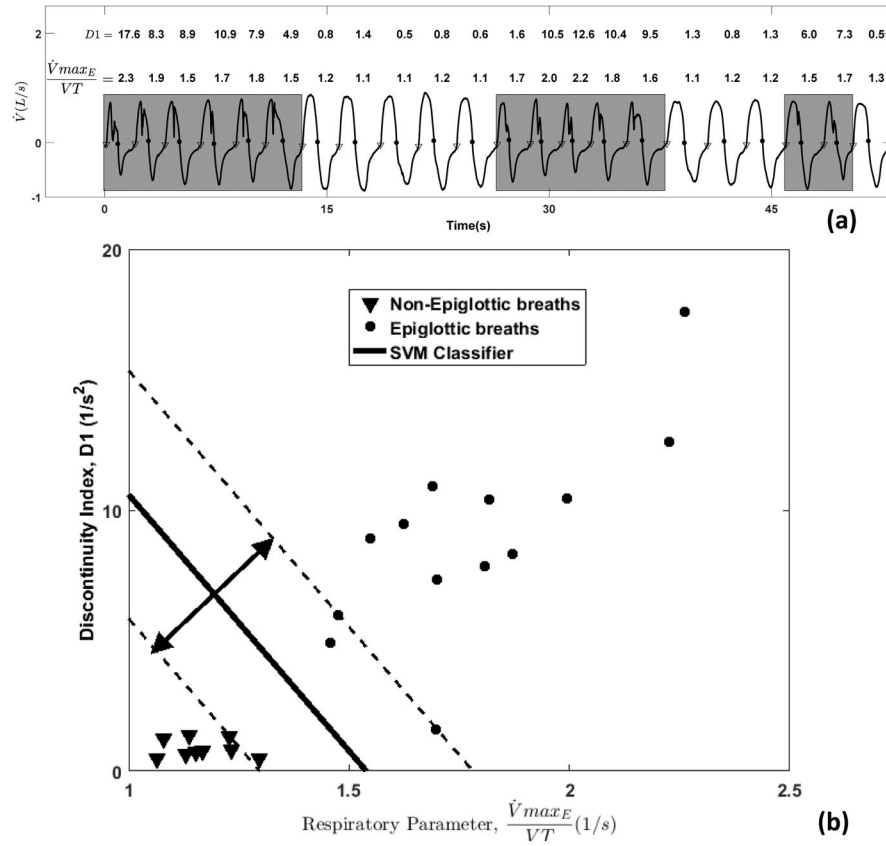 2
D1 = 17.6 8.3 8.9 10.9 7.9 4.9 0.8 1.4 0.5 0.8 0.6 1.6 10.5 12.6 10.4 9.5 1.3 0.8 1.3 6.0 7.3 0.5
V̇max_E
= 2.3 1.9 1.5 1.7 1.8 1.5 1.2 1.1 1.1 1.2 1.1 1.7 2.0 2.2 1.8 1.6 1.1 1.2 1.2 1.5 1.7 1.3
VT
V̇(L/s)
0
-1
0 15 30 45
Time(s)
(a)
20
Non-Epiglottic breaths
Epiglottic breaths
SVM Classifier
Discontinuity Index, D1 (1/s²)
10
0
1 1.5 2 2.5
Respiratory Parameter, V̇max_E/VT (1/s)
(b)